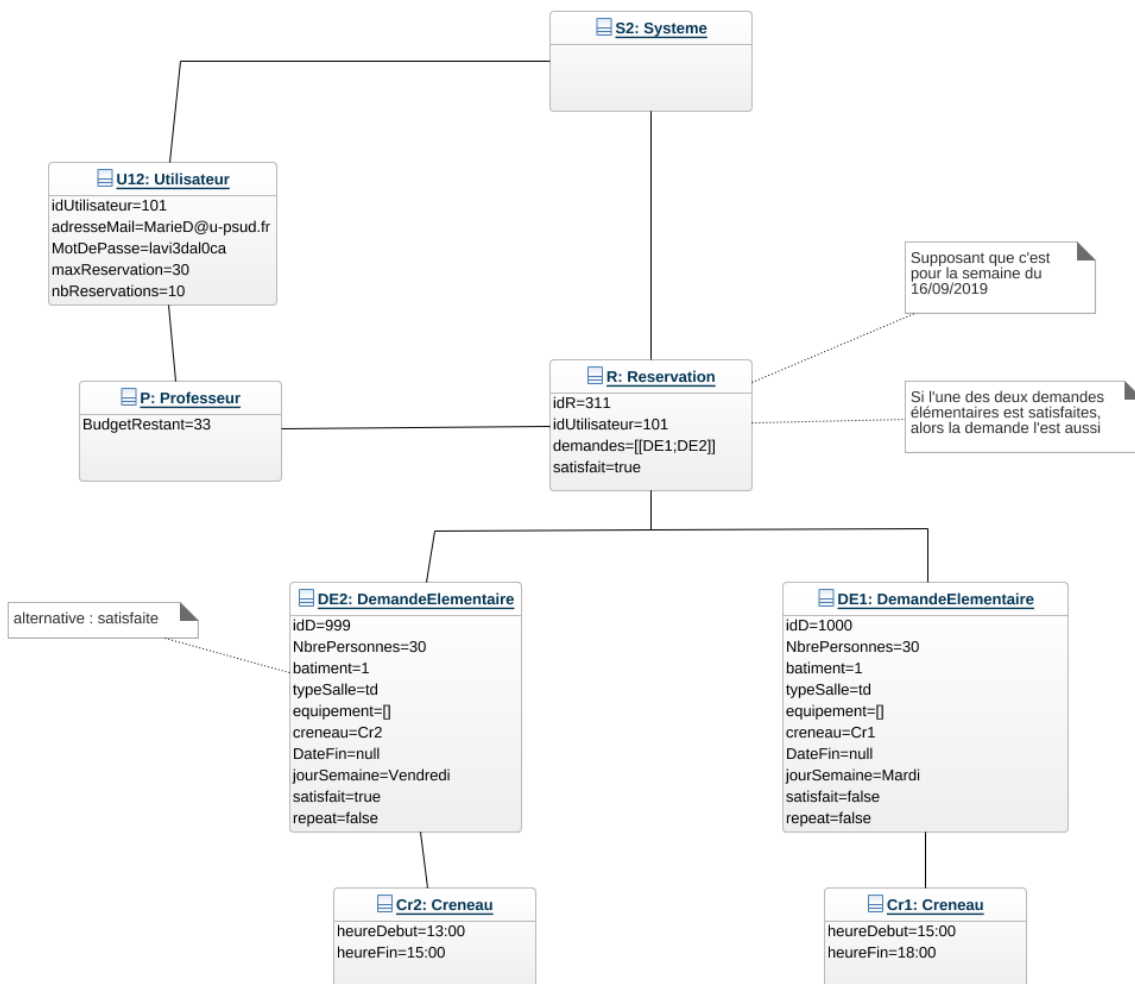 S2: Systeme
U12: Utilisateur
idUtilisateur=101
adresseMail=MarieD@u-psud.fr
MotDePasse=lavi3dal0ca
maxReservation=30
nbReservations=10
Supposant que c'est
pour la semaine du
16/09/2019
P: Professeur
BudgetRestant=33
R: Reservation
idR=311
idUtilisateur=101
demandes=[[DE1;DE2]]
satisfait=true
Si l'une des deux demandes
élémentaires est satisfaites,
alors la demande l'est aussi
alternative : satisfaite
DE2: DemandeElementaire
idD=999
NbrePersonnes=30
batiment=1
typeSalle=td
equipement=[]
creneau=Cr2
DateFin=null
jourSemaine=Vendredi
satisfait=true
repeat=false
DE1: DemandeElementaire
idD=1000
NbrePersonnes=30
batiment=1
typeSalle=td
equipement=[]
creneau=Cr1
DateFin=null
jourSemaine=Mardi
satisfait=false
repeat=false
Cr2: Creneau
heureDebut=13:00
heureFin=15:00
Cr1: Creneau
heureDebut=15:00
heureFin=18:00